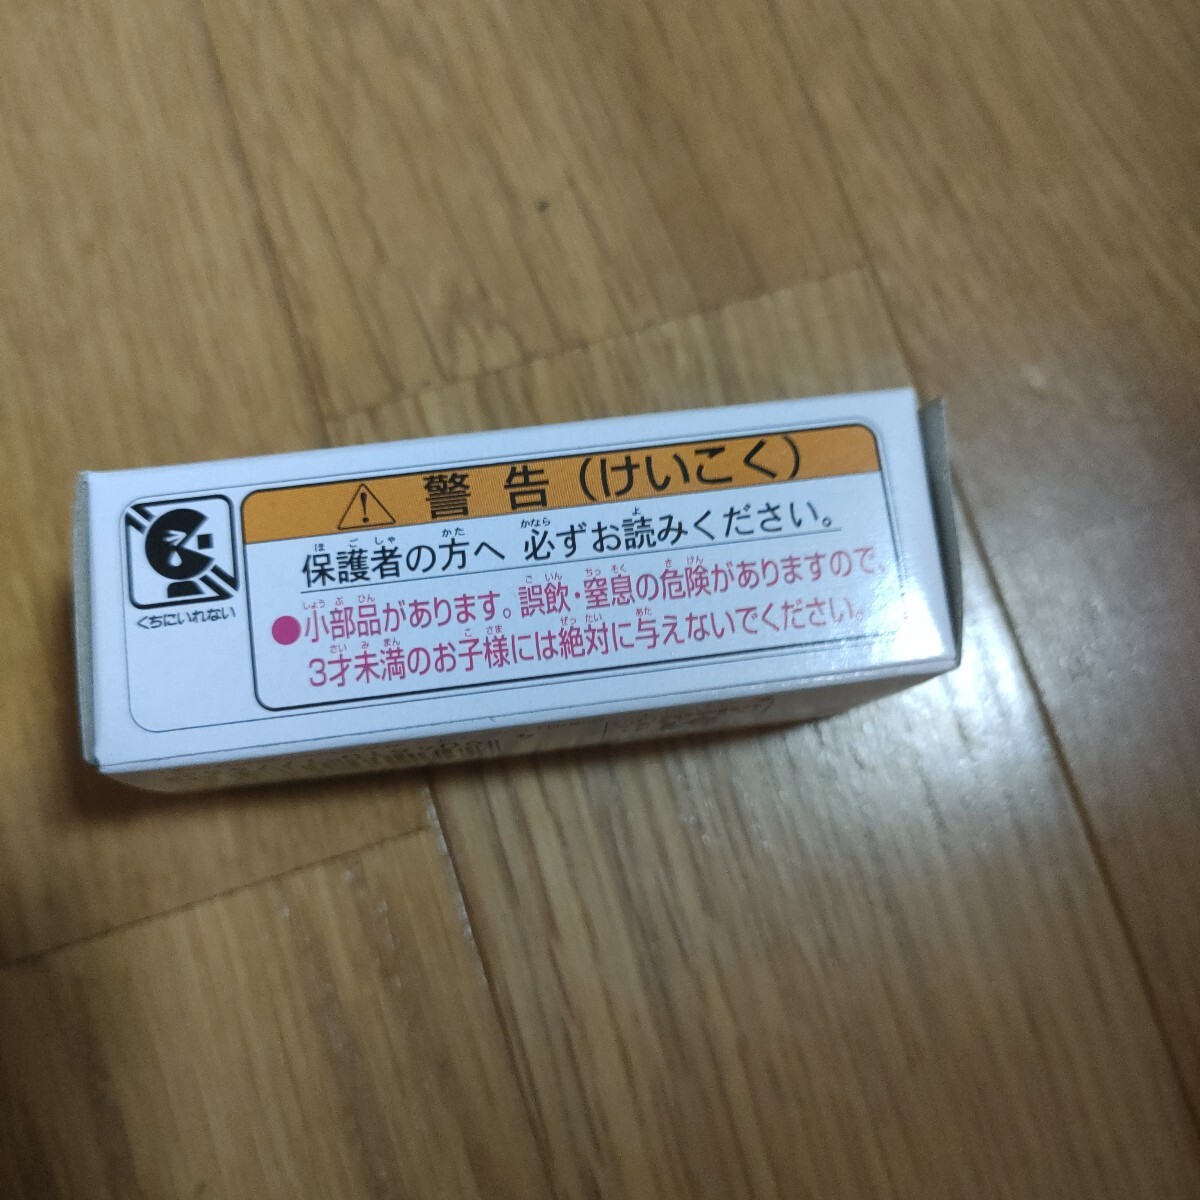 警告(けいこく)
保護者の方へ 必ずお読みください。
●小部品があります。誤飲・窒息の危険がありますので、
3才未満のお子様には絶対に与えないでください。
くちにいれない